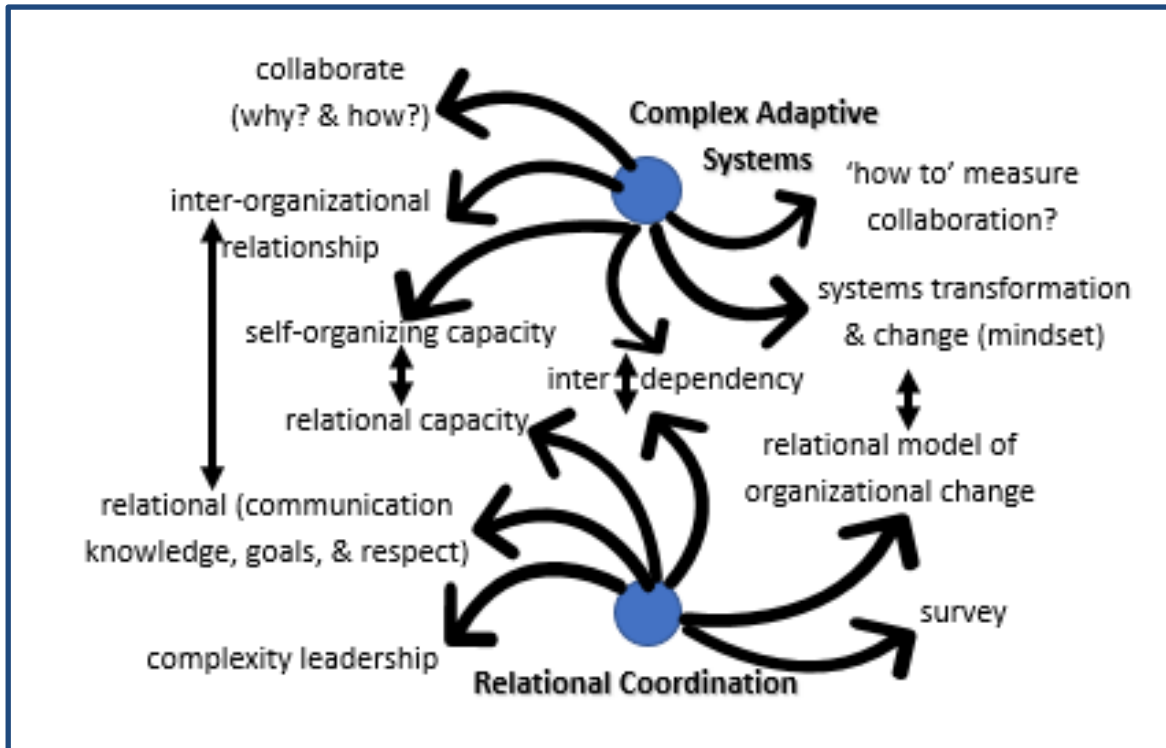 collaborate
(why? & how?)
Complex Adaptive
Systems
'how to' measure
collaboration?
inter-organizational
relationship
systems transformation
& change (mindset)
self-organizing capacity
inter dependency
relational capacity
relational model of
organizational change
relational (communication
knowledge, goals, & respect)
survey
complexity leadership
Relational Coordination